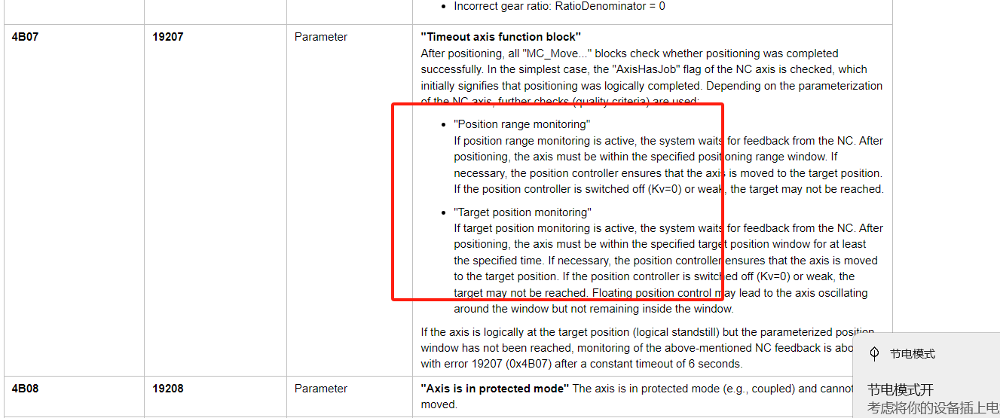 Incorrect gear ratio: RatioDenominator = 0
4B07
19207
Parameter
"Timeout axis function block"
After positioning, all "MC_Move..." blocks check whether positioning was completed
successfully. In the simplest case, the "AxisHasJob" flag of the NC axis is checked, which
initially signifies that positioning was logically completed. Depending on the parameterization
of the NC axis, further checks (quality criteria) are used:
"Position range monitoring"
If position range monitoring is active, the system waits for feedback from the NC. After
positioning, the axis must be within the specified positioning range window. If
necessary, the position controller ensures that the axis is moved to the target position.
If the position controller is switched off (Kv=0) or weak, the target may not be reached.
"Target position monitoring"
If target position monitoring is active, the system waits for feedback from the NC. After
positioning, the axis must be within the specified target position window for at least
the specified time. If necessary, the position controller ensures that the axis is moved
to the target position. If the position controller is switched off (Kv=0) or weak, the
target may not be reached. Floating position control may lead to the axis oscillating
around the window but not remaining inside the window.
If the axis is logically at the target position (logical standstill) but the parameterized position
window has not been reached, monitoring of the above-mentioned NC feedback is
with error 19207 (0x4B07) after a constant timeout of 6 seconds.
4B08
19208
Parameter
"Axis is in protected mode" The axis is in protected mode (e.g., coupled) and cannot
moved.
节电模式
节电模式开
考虑将你的设备插上电